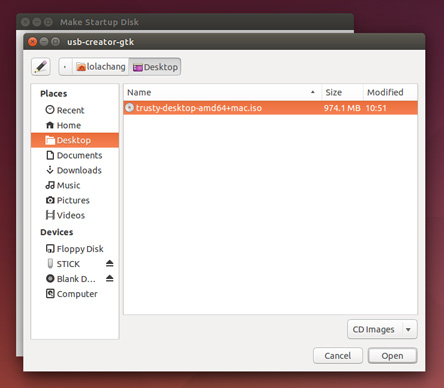 Make Startup Disk
usb-creator-gtk
lolachang Desktop
Places
Recent
Home
Desktop
Documents
Downloads
Music
Pictures
Videos
Devices
Floppy Disk
STICK
Blank D...
Computer
Name Size Modified
trusty-desktop-amd64+mac.iso 974.1 MB 10:51
CD Images
Cancel Open